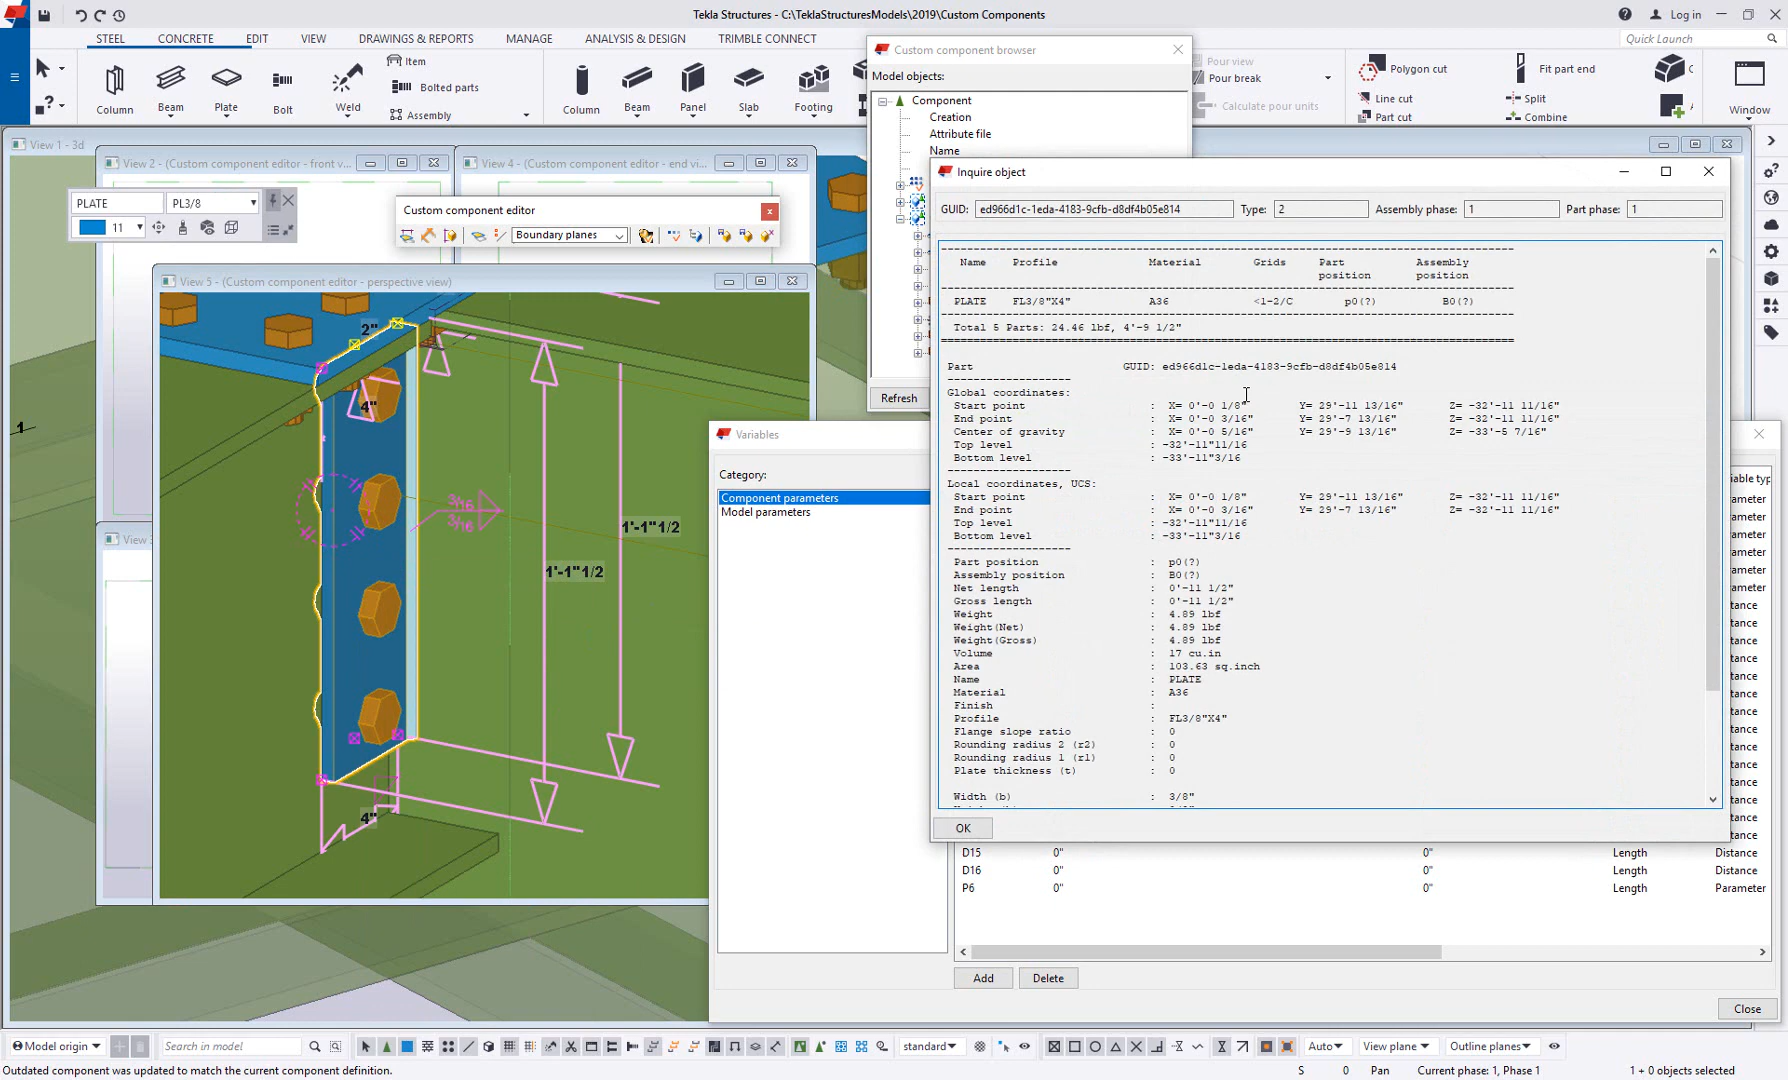 Tekla Structures - C:\TeklaStructuresModels\2019\Custom Components
Log in
STEEL CONCRETE EDIT VIEW DRAWINGS & REPORTS MANAGE ANALYSIS & DESIGN TRIMBLE CONNECT
Quick Launch
Column Beam Plate Bolt Weld
Item
Bolted parts
Assembly
Column Beam Panel Slab Footing
Custom component browser
Model objects:
Component
Creation
Attribute file
Name
Refresh
Pour view
Pour break
Calculate pour units
Polygon cut
Line cut
Part cut
Fit part end
Split
Combine
Window
View 1 - 3d
View 2 - (Custom component editor - front v...
View 4 - (Custom component editor - end vi...
PLATE PL3/8
11
Custom component editor
Boundary planes
View 5 - (Custom component editor - perspective view)
2"
4"
3/16
3/16
1'-1"1/2
1'-1"1/2
4"
1
Variables
Category:
Component parameters
Model parameters
Inquire object
GUID: ed966d1c-1eda-4183-9cfb-d8df4b05e814 Type: 2 Assembly phase: 1 Part phase: 1
Name Profile Material Grids Part position Assembly position
PLATE FL3/8"X4" A36 <1-2/C p0(?) B0(?)
Total 5 Parts: 24.46 lbf, 4'-9 1/2"
Part GUID: ed966d1c-1eda-4183-9cfb-d8df4b05e814
Global coordinates:
Start point : X= 0'-0 1/8" Y= 29'-11 13/16" Z= -32'-11 11/16"
End point : X= 0'-0 3/16" Y= 29'-7 13/16" Z= -32'-11 11/16"
Center of gravity : X= 0'-0 5/16" Y= 29'-9 13/16" Z= -33'-5 7/16"
Top level : -32'-11"11/16
Bottom level : -33'-11"3/16
Local coordinates, UCS:
Start point : X= 0'-0 1/8" Y= 29'-11 13/16" Z= -32'-11 11/16"
End point : X= 0'-0 3/16" Y= 29'-7 13/16" Z= -32'-11 11/16"
Top level : -32'-11"11/16
Bottom level : -33'-11"3/16
Part position : p0(?)
Assembly position : B0(?)
Net length : 0'-11 1/2"
Gross length : 0'-11 1/2"
Weight : 4.89 lbf
Weight(Net) : 4.89 lbf
Weight(Gross) : 4.89 lbf
Volume : 17 cu.in
Area : 103.63 sq.inch
Name : PLATE
Material : A36
Finish :
Profile : FL3/8"X4"
Flange slope ratio : 0
Rounding radius 2 (r2) : 0
Rounding radius 1 (r1) : 0
Plate thickness (t) : 0
Width (b) : 3/8"
OK
D15 0" 0" Length Distance
D16 0" 0" Length Distance
P6 0" 0" Length Parameter
Add Delete
Close
Model origin
Search in model
standard
Auto
View plane
Outline planes
Outdated component was updated to match the current component definition.
S 0 Pan Current phase: 1, Phase 1 1 + 0 objects selected